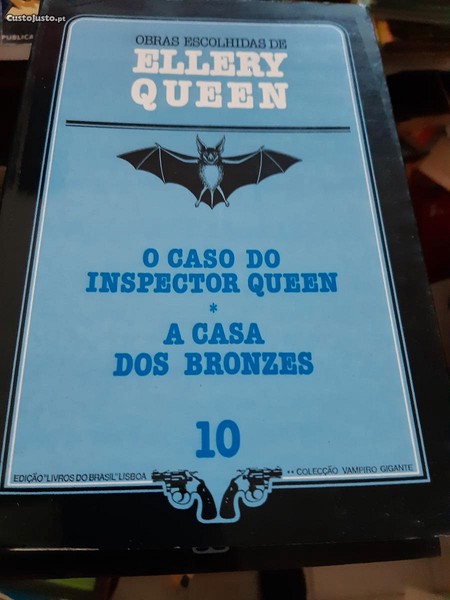 CustoJusto.pt
PUBLICA
OBRAS ESCOLHIDAS DE
ELLERY
QUEEN
O CASO DO
INSPECTOR QUEEN
*
A CASA
DOS BRONZES
10
EDIÇÃO "LIVROS DO BRASIL" LISBOA
** COLECÇÃO VAMPIRO GIGANTE